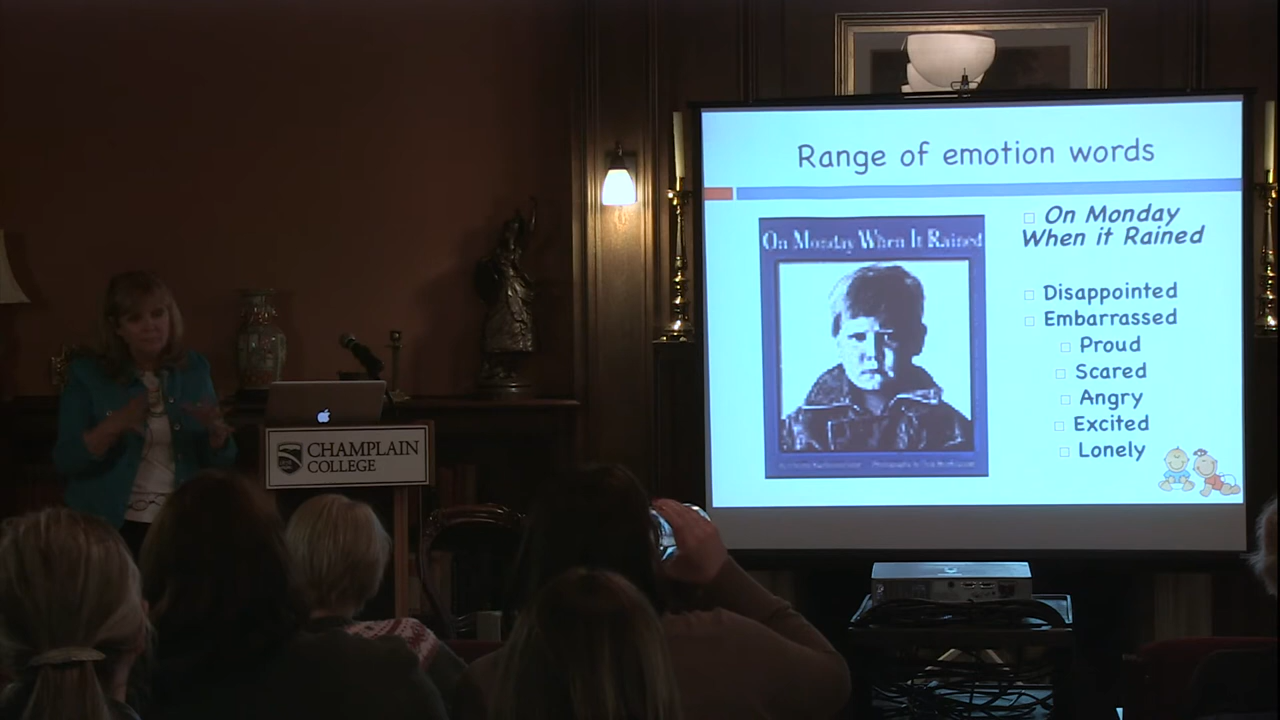 Range of emotion words
On Monday When It Rained
On Monday
When it Rained
Disappointed
Embarrassed
Proud
Scared
Angry
Excited
Lonely
CHAMPLAIN
COLLEGE